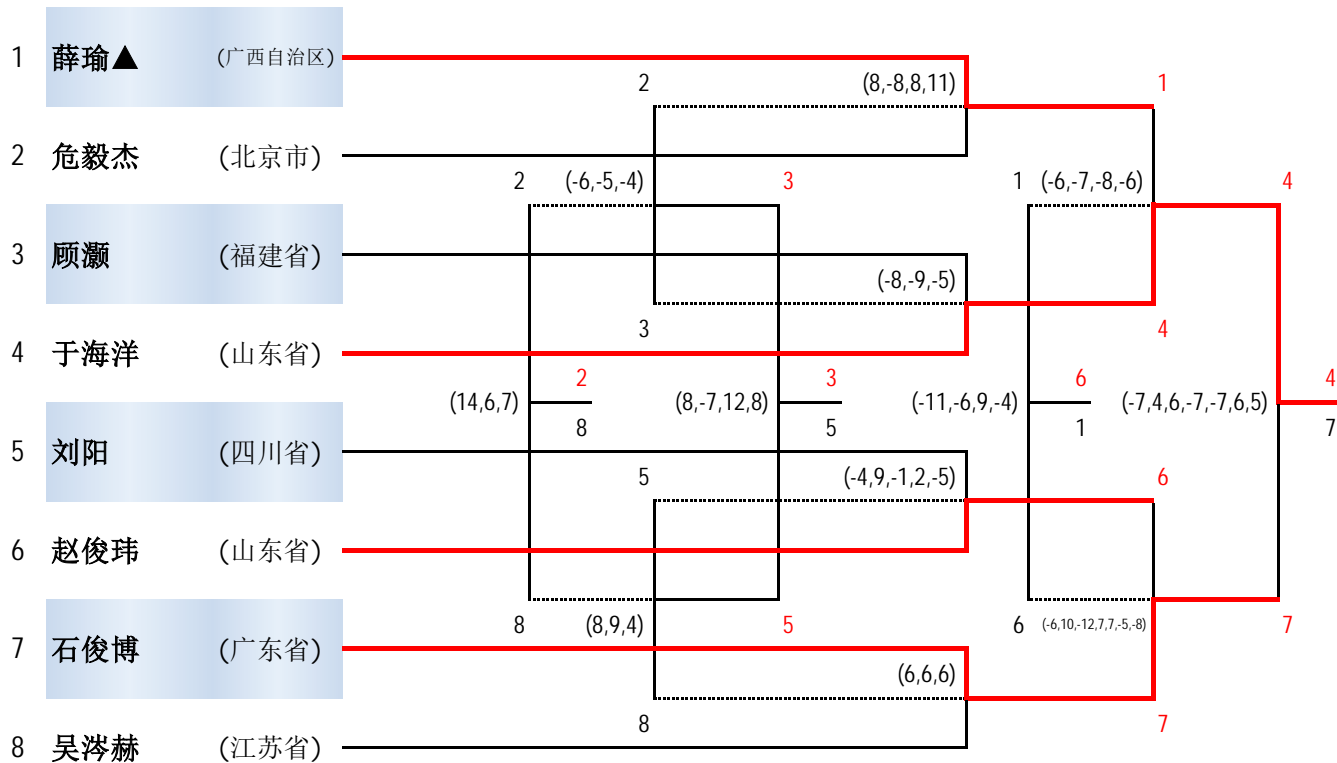 1 薛瑜▲ (广西自治区)
2 (8,-8,8,11) 1
2 危毅杰 (北京市)
2 (-6,-5,-4) 3 1 (-6,-7,-8,-6) 4
3 顾灏 (福建省)
(-8,-9,-5)
3 4
4 于海洋 (山东省)
2 3 6 4
(14,6,7) (8,-7,12,8) (-11,-6,9,-4) (-7,4,6,-7,-7,6,5)
8 5 1 7
5 刘阳 (四川省)
5 (-4,9,-1,2,-5) 6
6 赵俊玮 (山东省)
8 (8,9,4) 5 6 (-6,10,-12,7,7,-5,-8) 7
7 石俊博 (广东省)
(6,6,6)
8 7
8 吴涔赫 (江苏省)